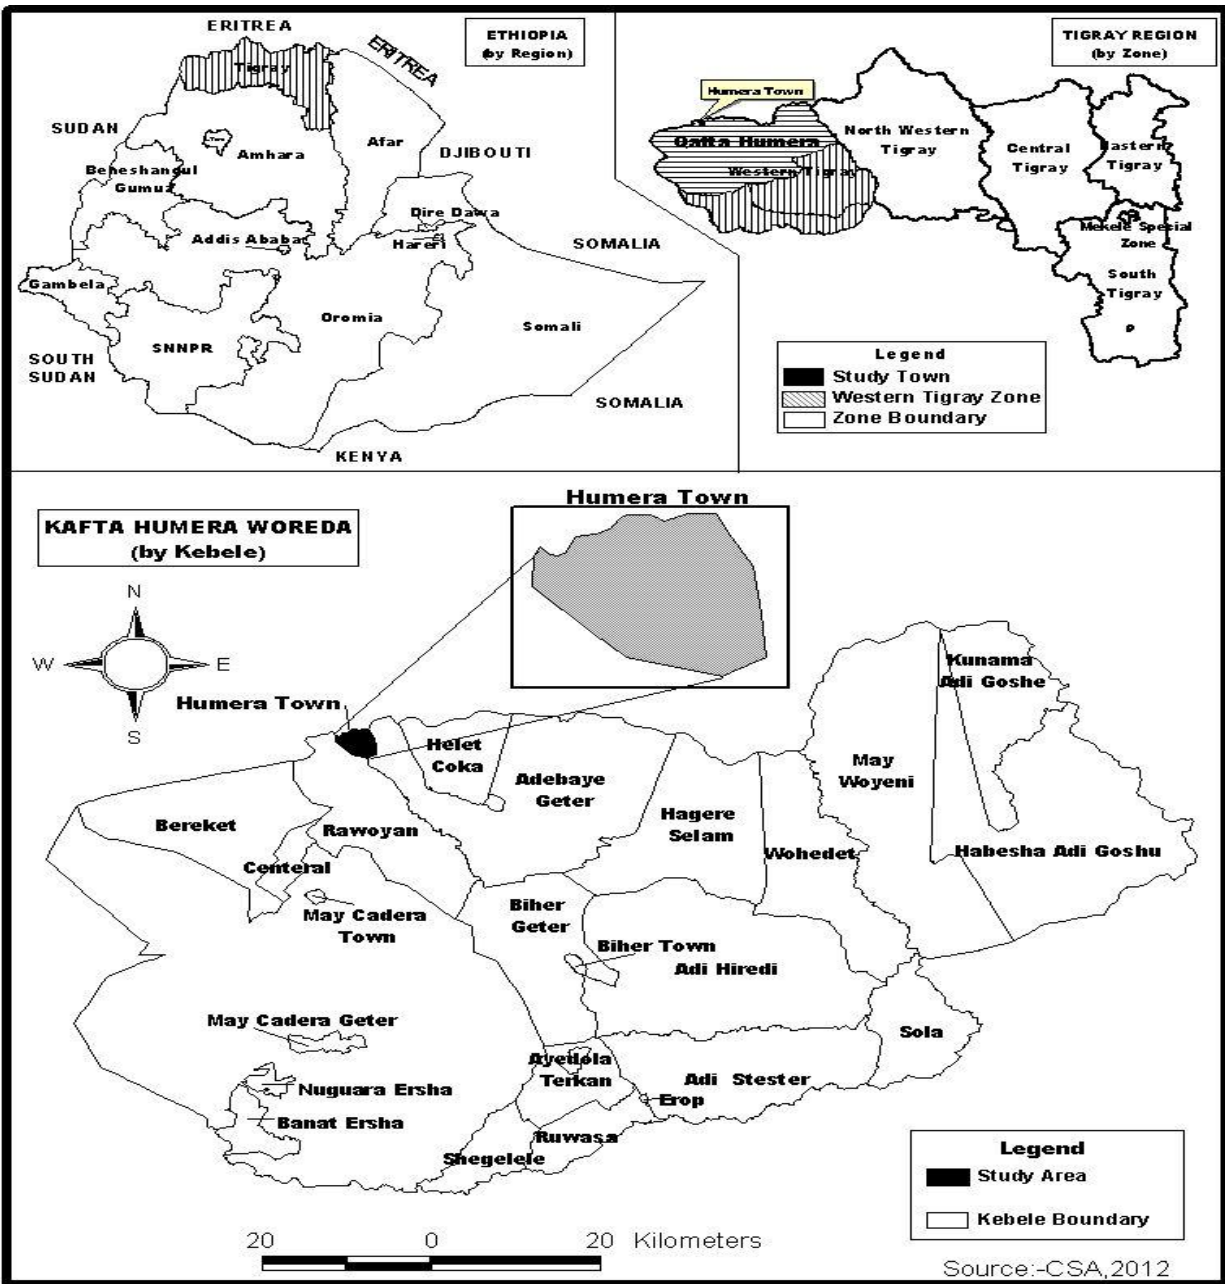 ERITREA
ETHIOPIA
(by Region)
ERITREA
Tigray
SUDAN
Afar
Amhara
DJIBOUTI
Beneshangul
Gumuz
Dire Dawa
Addis Ababa
Hareri
SOMALIA
Gambela
Oromia
Somali
SNNPR
SOUTH
SUDAN
SOMALIA
KENYA
TIGRAY REGION
(by Zone)
Humera Town
Qafta Humera
North Western
Tigray
Western Tigray
Central
Tigray
Eastern
Tigray
Mekele Special
Zone
South
Tigray
Legend
Study Town
Western Tigray Zone
Zone Boundary
Humera Town
KAFTA HUMERA WOREDA
(by Kebele)
N
W
E
S
Humera Town
Kunama
Adi Goshe
Helet
Coka
Adebaye
Geter
May
Woyeni
Hagere
Selam
Bereket
Rawoyan
Wohedet
Habesha Adi Goshu
Centeral
May Cadera
Town
Biher
Geter
Biher Town
Adi Hiredi
May Cadera Geter
Sola
Ayedola
Terkan
Adi Stester
Nuguara Ersha
Erop
Banat Ersha
Ruwasa
Shegelele
Legend
Study Area
Kebele Boundary
20 0 20 Kilometers
Source:-CSA,2012